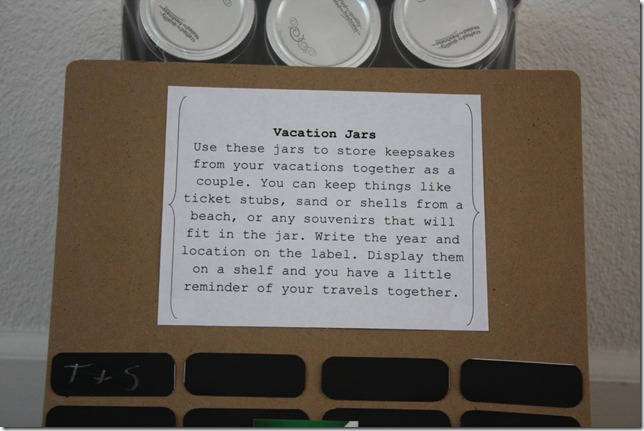 Vacation Jars
Use these jars to store keepsakes
from your vacations together as a
couple. You can keep things like
ticket stubs, sand or shells from a
beach, or any souvenirs that will
fit in the jar. Write the year and
location on the label. Display them
on a shelf and you have a little
reminder of your travels together.
T + S